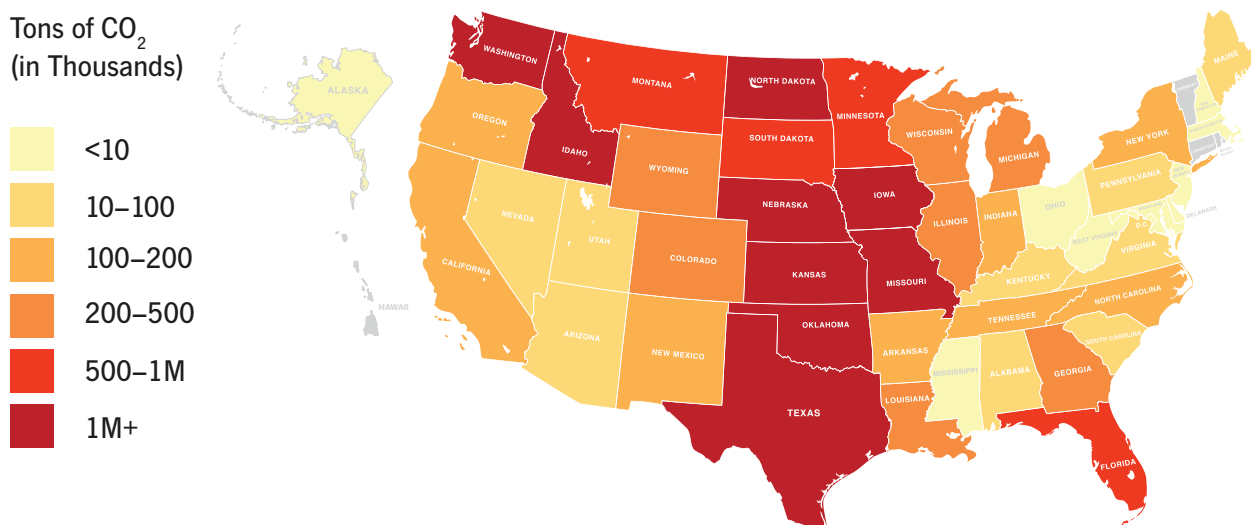 Tons of CO₂
(in Thousands)
<10
10–100
100–200
200–500
500–1M
1M+
ALASKA
HAWAII
WASHINGTON
OREGON
CALIFORNIA
IDAHO
NEVADA
UTAH
ARIZONA
MONTANA
WYOMING
COLORADO
NEW MEXICO
NORTH DAKOTA
SOUTH DAKOTA
NEBRASKA
KANSAS
OKLAHOMA
TEXAS
MINNESOTA
IOWA
MISSOURI
ARKANSAS
LOUISIANA
WISCONSIN
ILLINOIS
MICHIGAN
INDIANA
OHIO
KENTUCKY
TENNESSEE
MISSISSIPPI
ALABAMA
GEORGIA
FLORIDA
SOUTH CAROLINA
NORTH CAROLINA
VIRGINIA
WEST VIRGINIA
D.C.
DELAWARE
PENNSYLVANIA
NEW YORK
MAINE